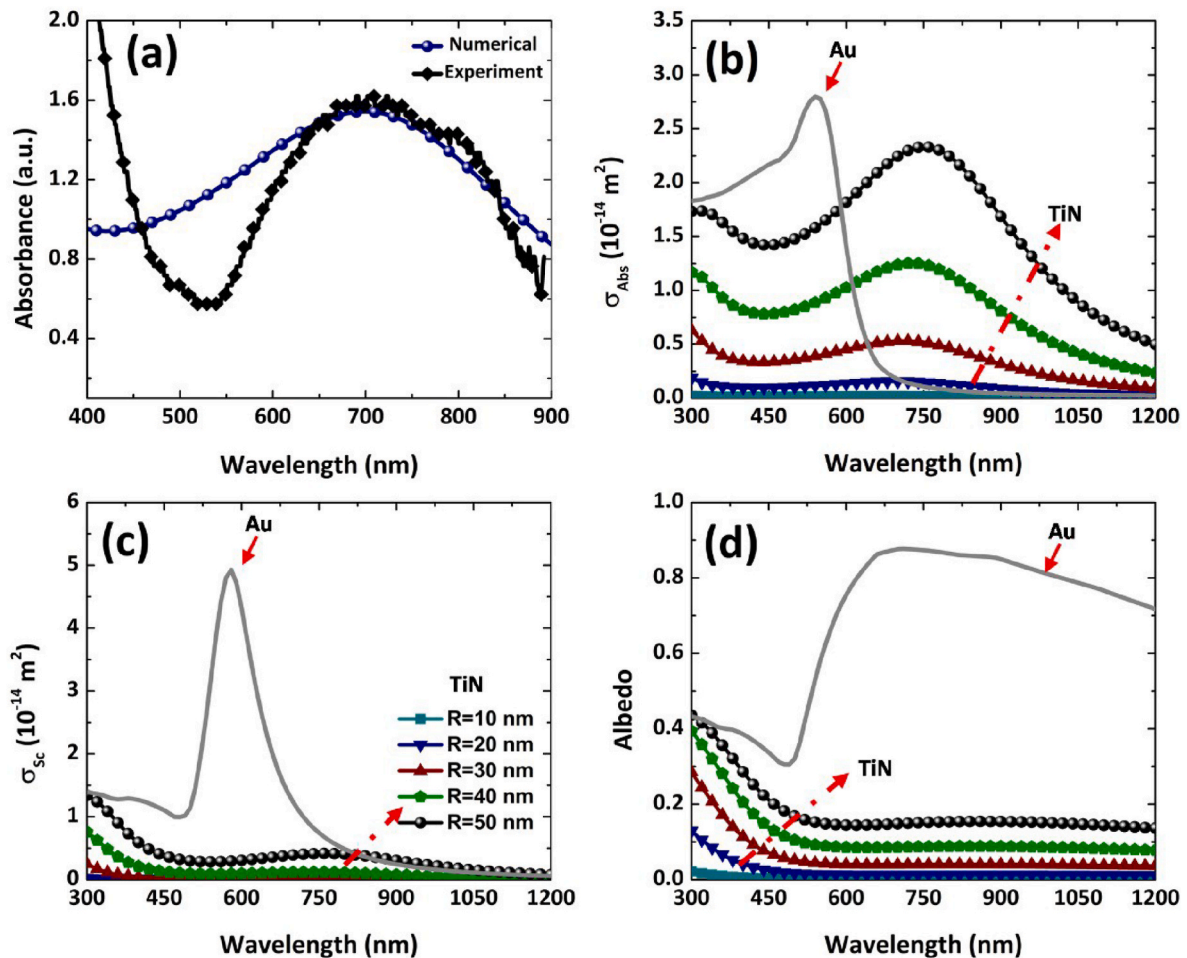 (a)
Numerical
Experiment
2.0
1.6
1.2
0.8
0.4
Absorbance (a.u.)
400 500 600 700 800 900
Wavelength (nm)
(b)
Au
TiN
3.5
3.0
2.5
2.0
1.5
1.0
0.5
0.0
σAbs (10-14 m2)
300 450 600 750 900 1050 1200
Wavelength (nm)
(c)
Au
TiN
R=10 nm
R=20 nm
R=30 nm
R=40 nm
R=50 nm
6
5
4
3
2
1
0
σSc (10-14 m2)
300 450 600 750 900 1050 1200
Wavelength (nm)
(d)
Au
TiN
1.0
0.8
0.6
0.4
0.2
0.0
Albedo
300 450 600 750 900 1050 1200
Wavelength (nm)